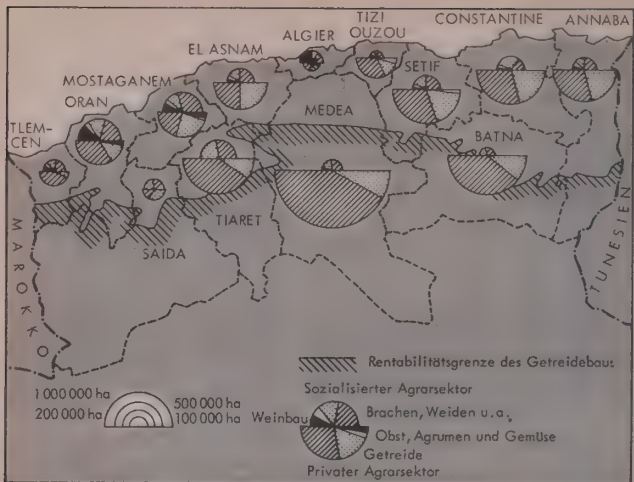 TIZI
OUZOU
CONSTANTINE
ANNABA
ALGIER
EL ASNAM
SETIF
MOSTAGANEM
ORAN
MEDEA
TLEM-
CEN
BATNA
TIARET
SAIDA
MAROKKO
TUNESIEN
Rentabilitätsgrenze des Getreidebaus
Sozialisierter Agrarsektor
1 000 000 ha
500 000 ha
200 000 ha
100 000 ha
Weinbau
Brachen, Weiden u.a.
Obst, Agrumen und Gemüse
Getreide
Privater Agrarsektor